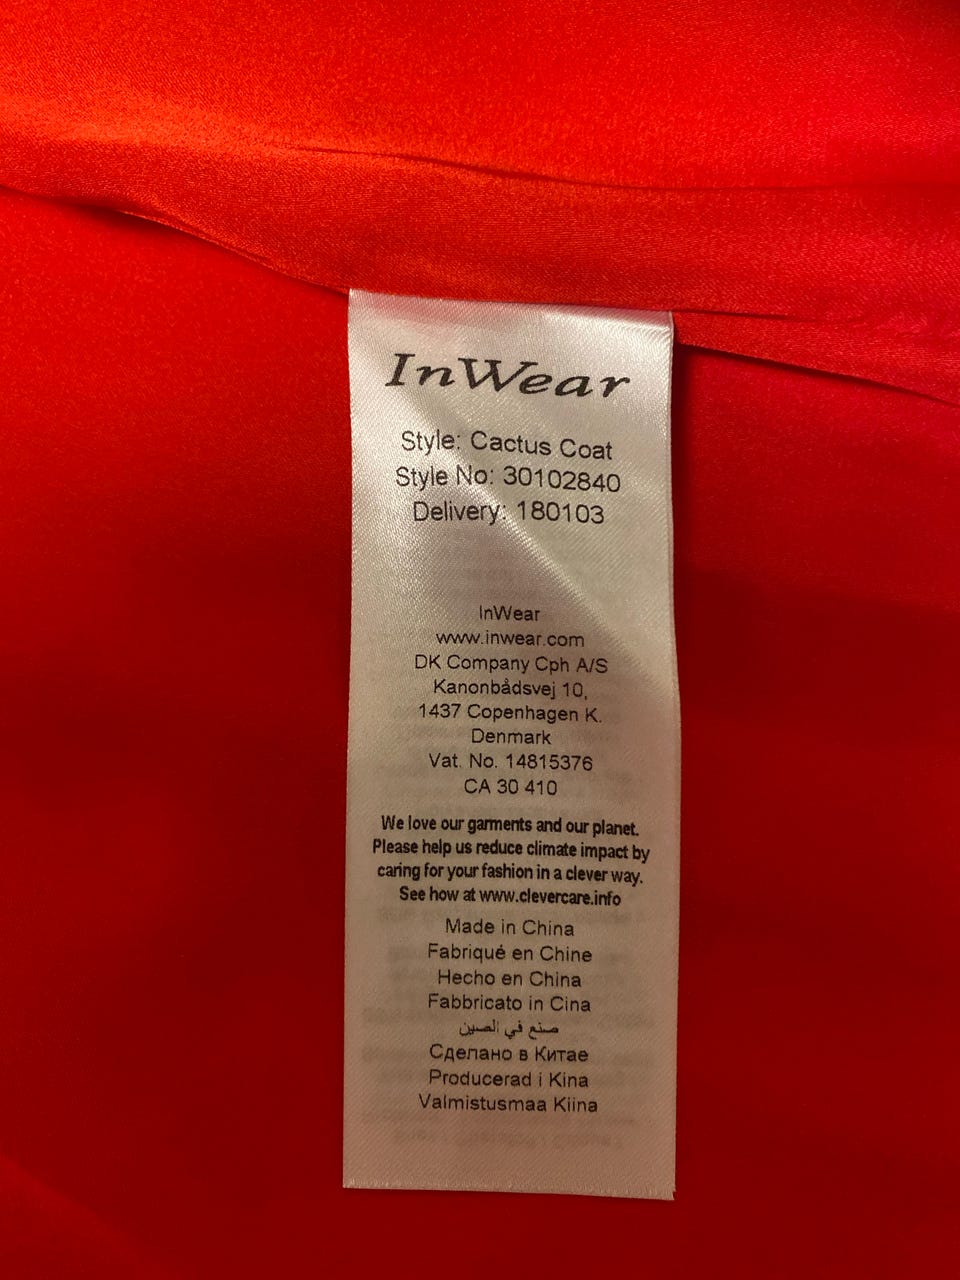 InWear
Style: Cactus Coat
Style No: 30102840
Delivery: 180103
InWear
www.inwear.com
DK Company Cph A/S
Kanonbådsvej 10,
1437 Copenhagen K.
Denmark
Vat. No. 14815376
CA 30 410
We love our garments and our planet.
Please help us reduce climate impact by
caring for your fashion in a clever way.
See how at www.clevercare.info
Made in China
Fabriqué en Chine
Hecho en China
Fabbricato in Cina
صنع في الصين
Сделано в Китае
Producerad i Kina
Valmistusmaa Kiina